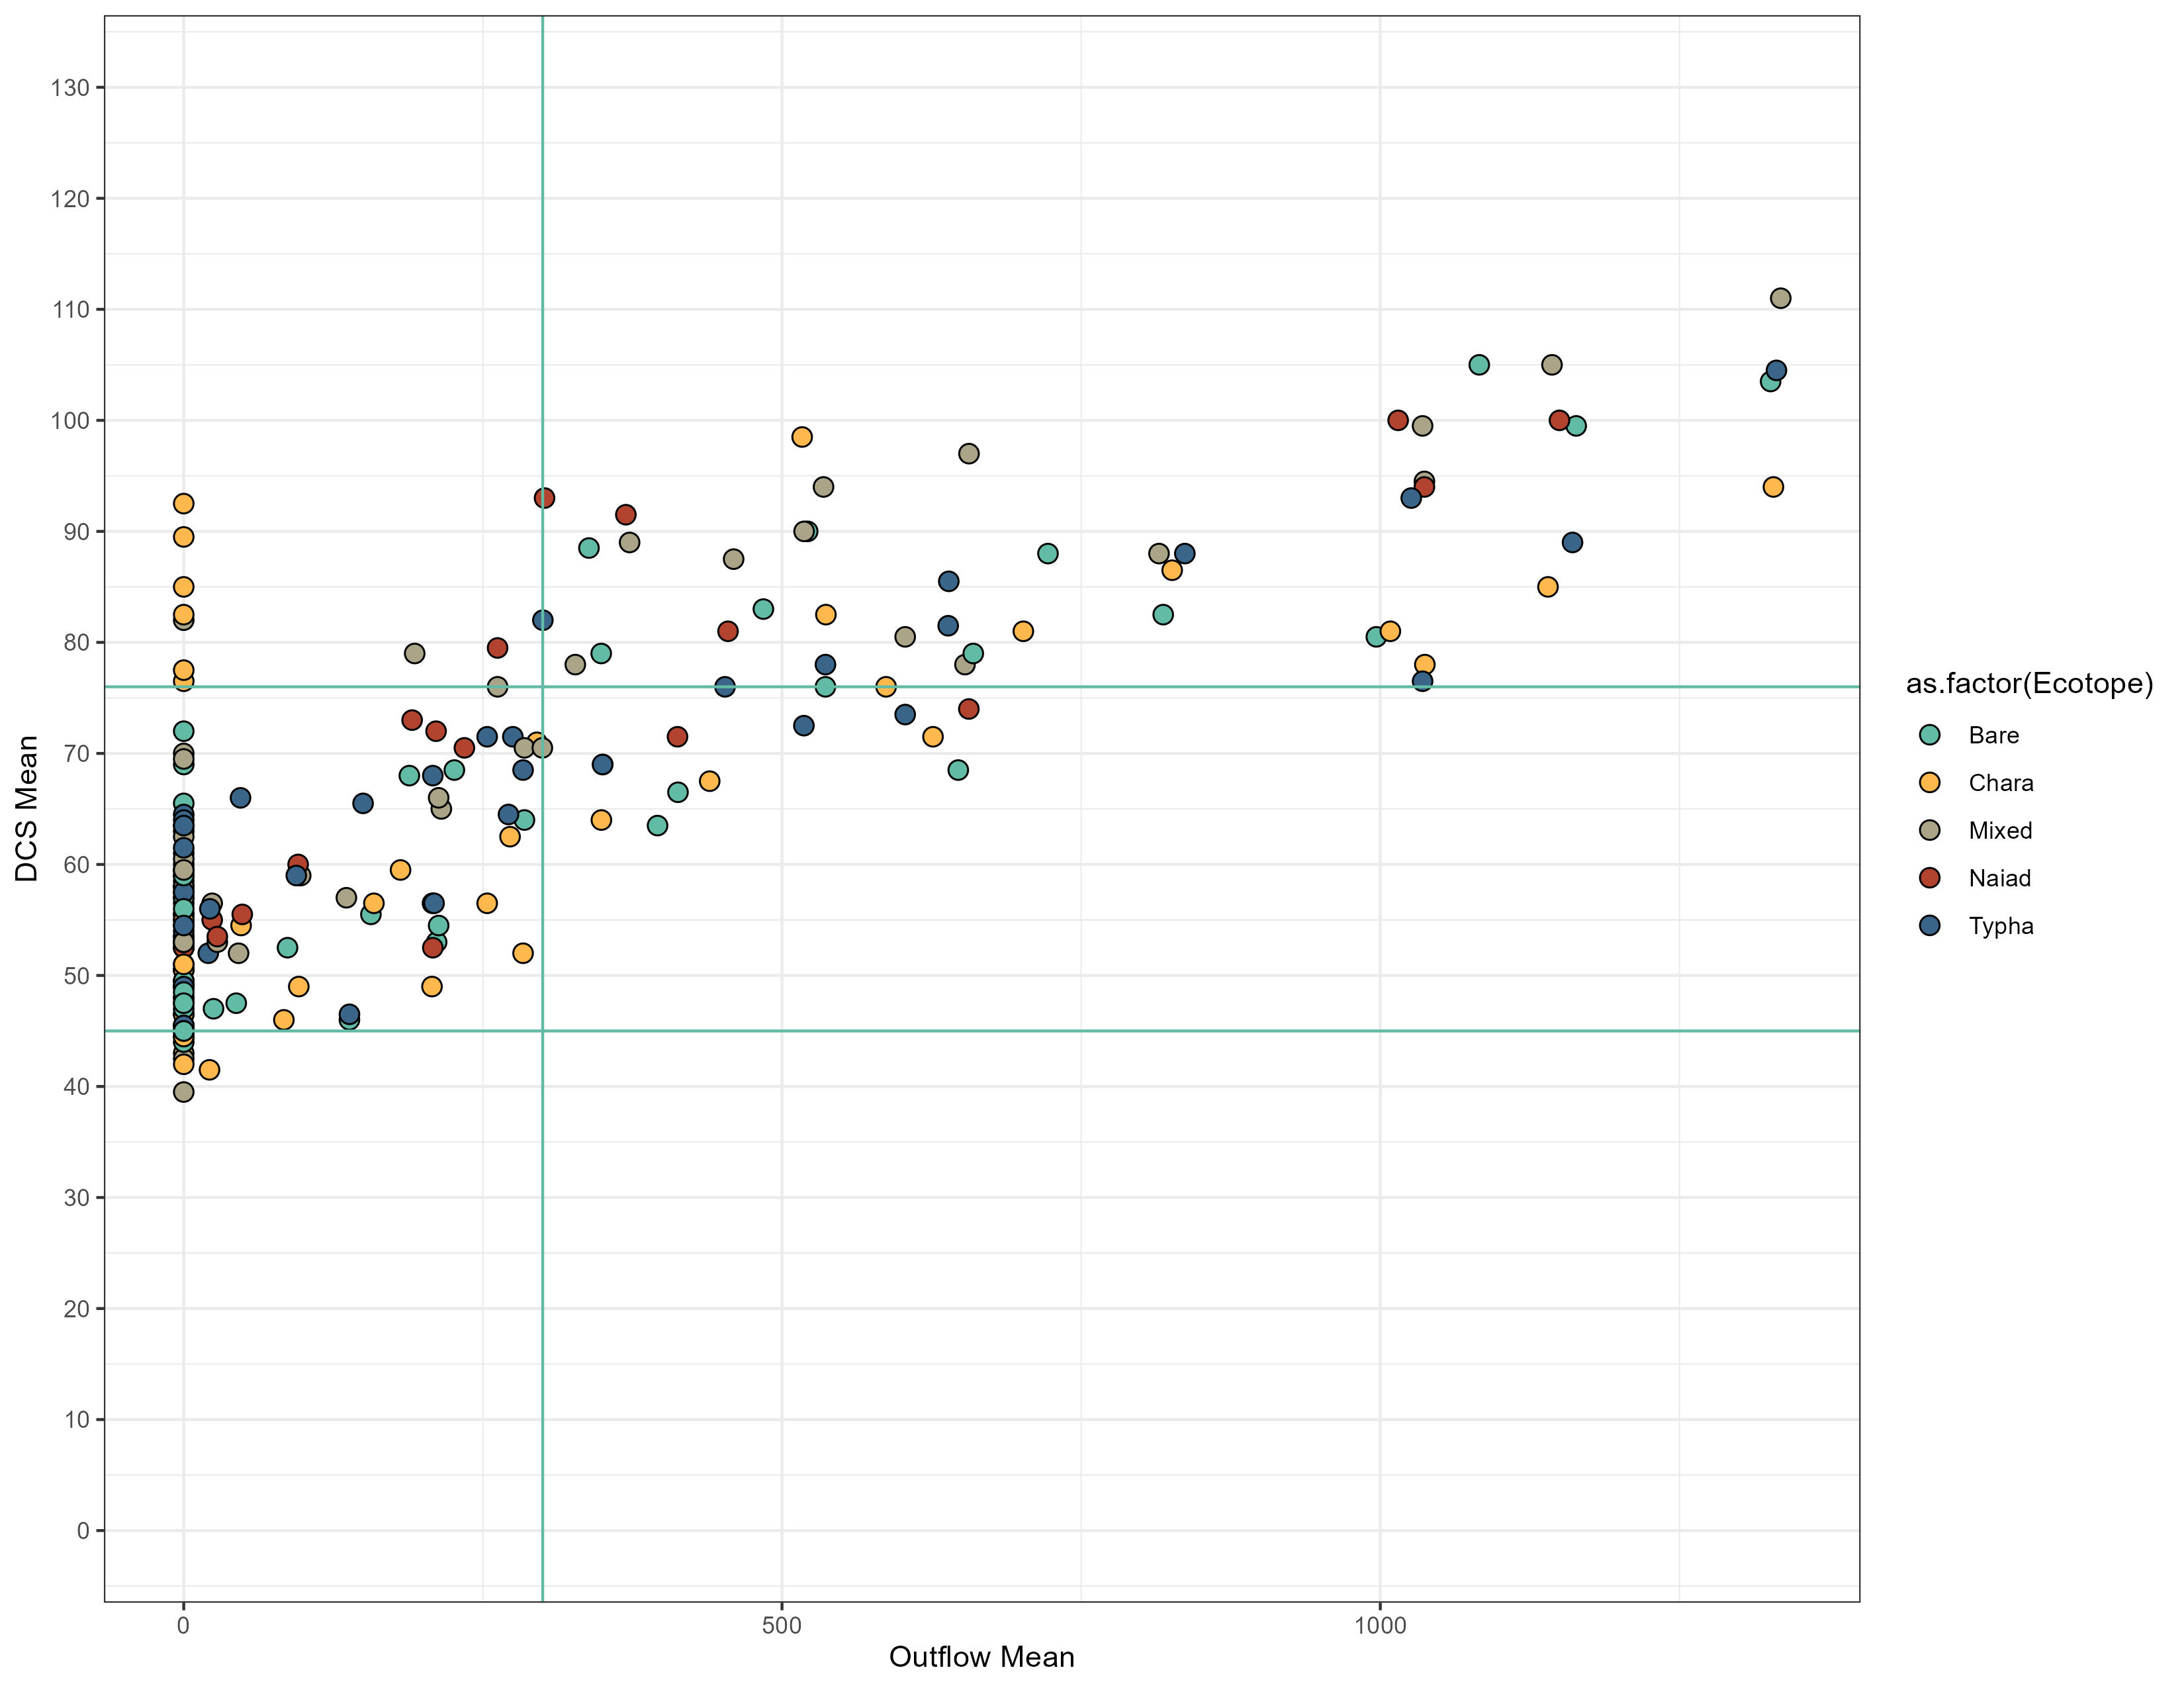 130
120
110
100
90
80
70
60
50
40
30
20
10
0
DCS Mean
0 500 1000
Outflow Mean
as.factor(Ecotope)
Bare
Chara
Mixed
Naiad
Typha